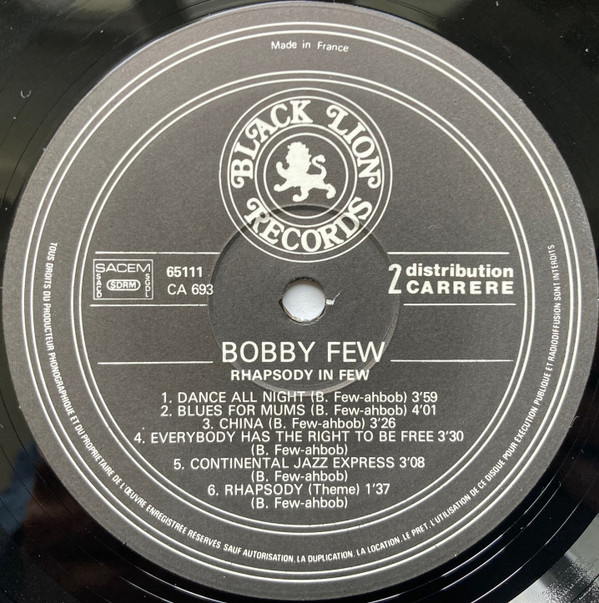 Made in France
BLACK LION
RECORDS
SACEM
SACD SDRM SGDL
65111
CA 693
2
distribution
CARRERE
BOBBY FEW
RHAPSODY IN FEW
1. DANCE ALL NIGHT (B. Few-ahbob) 3'59
2. BLUES FOR MUMS (B. Few-ahbob) 4'01
3. CHINA (B. Few-ahbob) 3'26
4. EVERYBODY HAS THE RIGHT TO BE FREE 3'30
(B. Few-ahbob)
5. CONTINENTAL JAZZ EXPRESS 3'08
(B. Few-ahbob)
6. RHAPSODY (Theme) 1'37
(B. Few-ahbob)
TOUS DROITS DU PRODUCTEUR PHONOGRAPHIQUE ET DU PROPRIETAIRE DE L'ŒUVRE ENREGISTREE RESERVES SAUF AUTORISATION, LA DUPLICATION, LA LOCATION, LE PRET, L'UTILISATION DE CE DISQUE POUR EXECUTION PUBLIQUE ET RADIODIFFUSION SONT INTERDITS